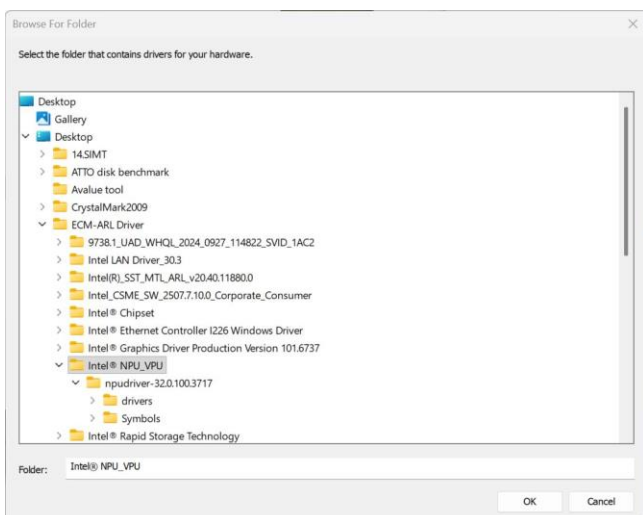 Browse For Folder
Select the folder that contains drivers for your hardware.
Desktop
Gallery
Desktop
14.SIMT
ATTO disk benchmark
Avalue tool
CrystalMark2009
ECM-ARL Driver
9738.1_UAD_WHQL_2024_0927_114822_SVID_1AC2
Intel LAN Driver_30.3
Intel(R)_SST_MTL_ARL_v20.40.11880.0
Intel_CSME_SW_2507.7.10.0_Corporate_Consumer
Intel® Chipset
Intel® Ethernet Controller I226 Windows Driver
Intel® Graphics Driver Production Version 101.6737
Intel® NPU_VPU
npudriver-32.0.100.3717
drivers
Symbols
Intel® Rapid Storage Technology
Folder: Intel® NPU_VPU
OK Cancel